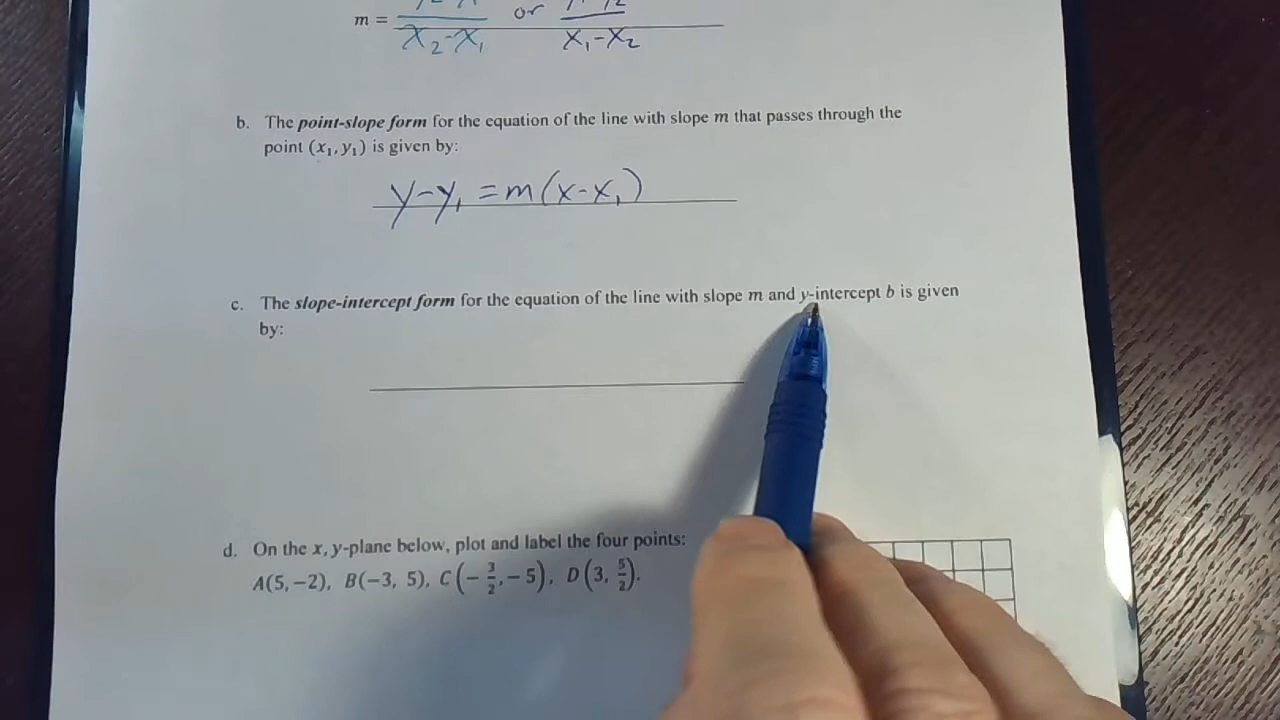 m = ‾‾‾ or ‾‾‾
x₂-x₁ x₁-x₂
b. The point-slope form for the equation of the line with slope m that passes through the
point (x₁, y₁) is given by:
y-y₁ = m(x-x₁)
c. The slope-intercept form for the equation of the line with slope m and y-intercept b is given
by:
d. On the x, y-plane below, plot and label the four points:
A(5, −2), B(−3, 5), C(−3/2, −5), D(3, 5/2).